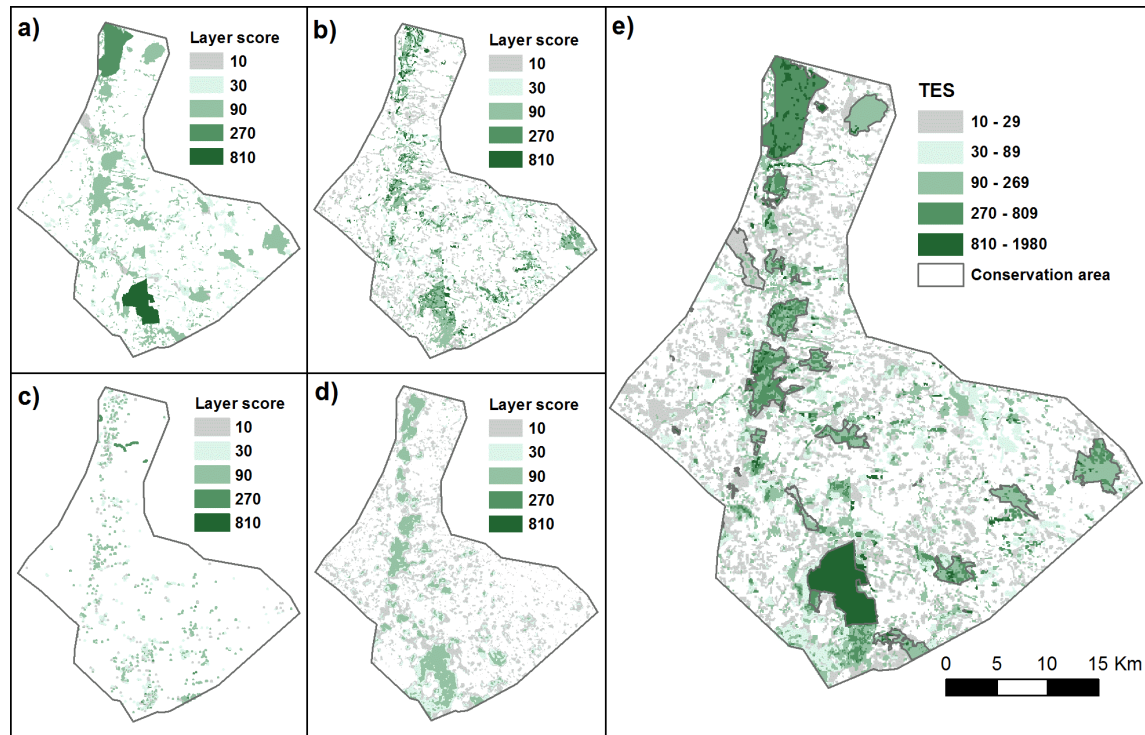 a)
Layer score
10
30
90
270
810
b)
Layer score
10
30
90
270
810
c)
Layer score
10
30
90
270
810
d)
Layer score
10
30
90
270
810
e)
TES
10 - 29
30 - 89
90 - 269
270 - 809
810 - 1980
Conservation area
0 5 10 15 Km